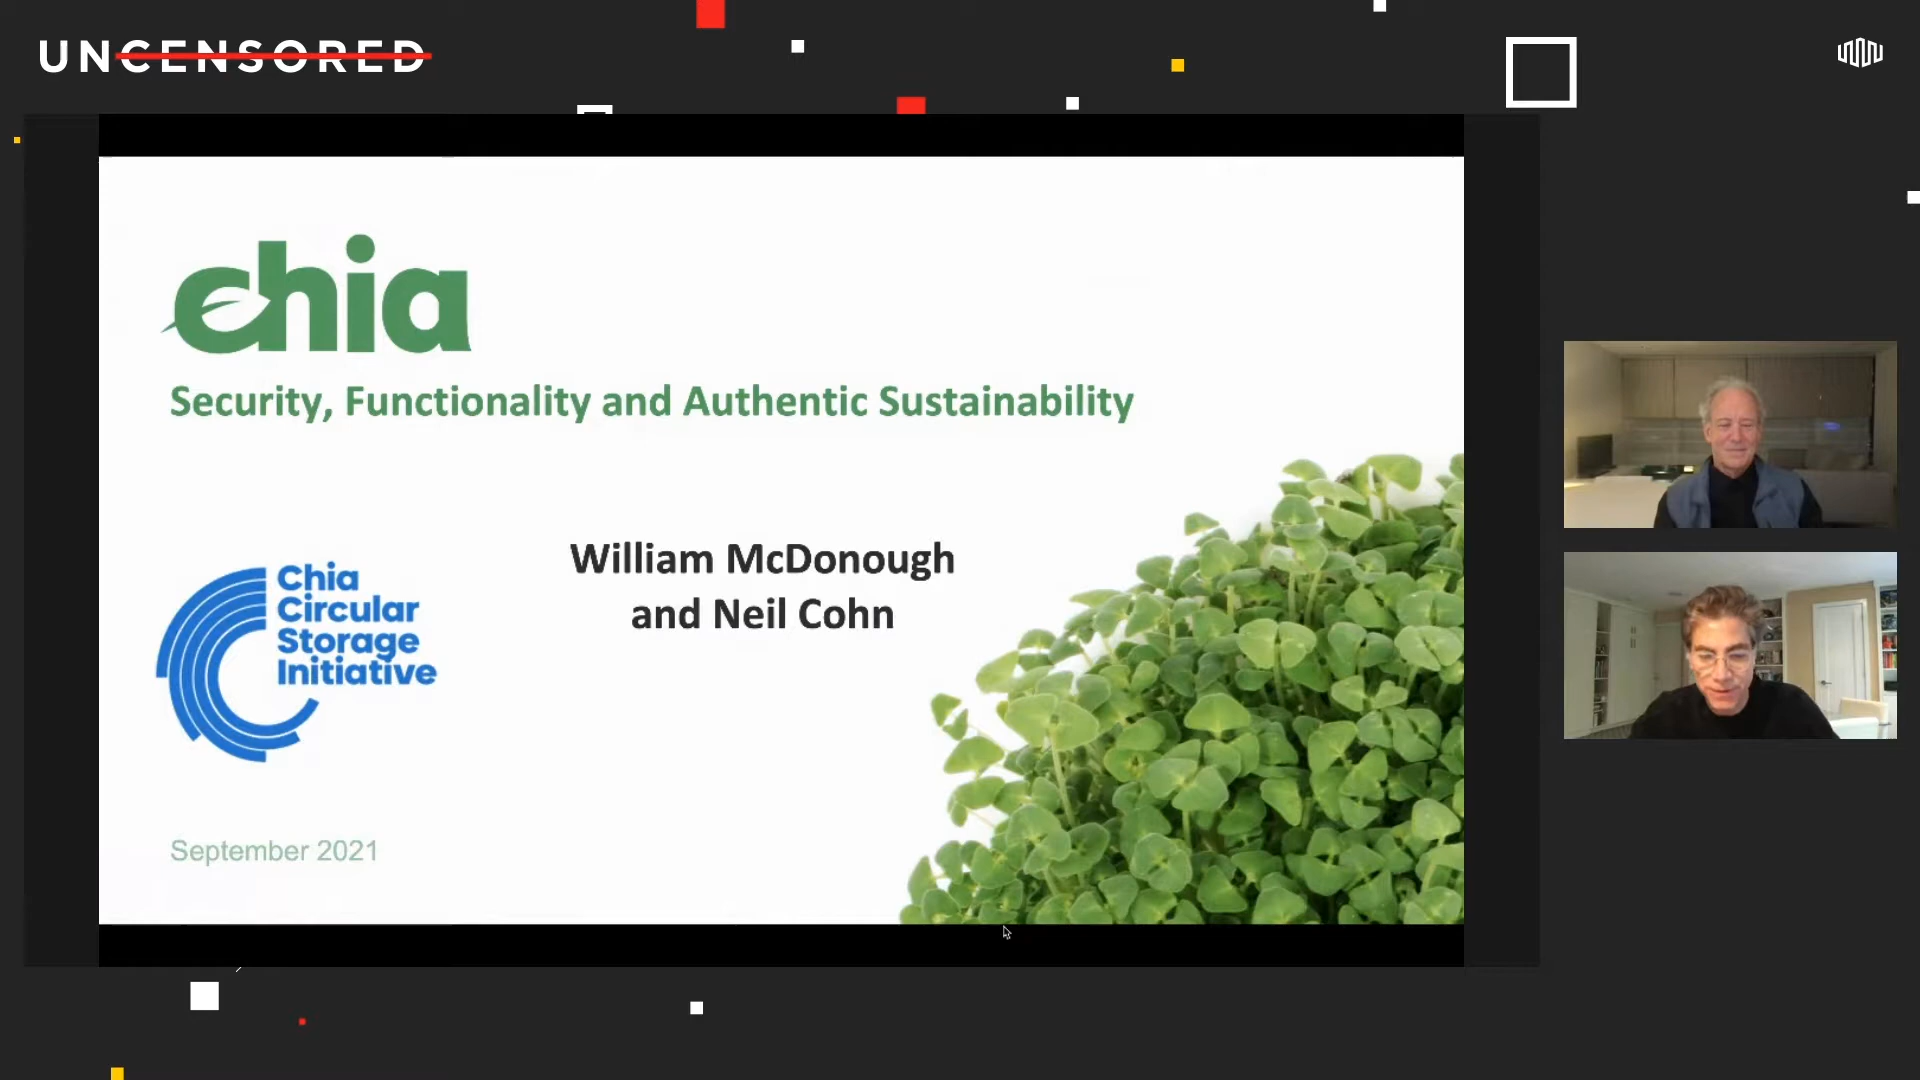 UNCENSORED
chia
Security, Functionality and Authentic Sustainability
William McDonough
and Neil Cohn
Chia
Circular
Storage
Initiative
September 2021